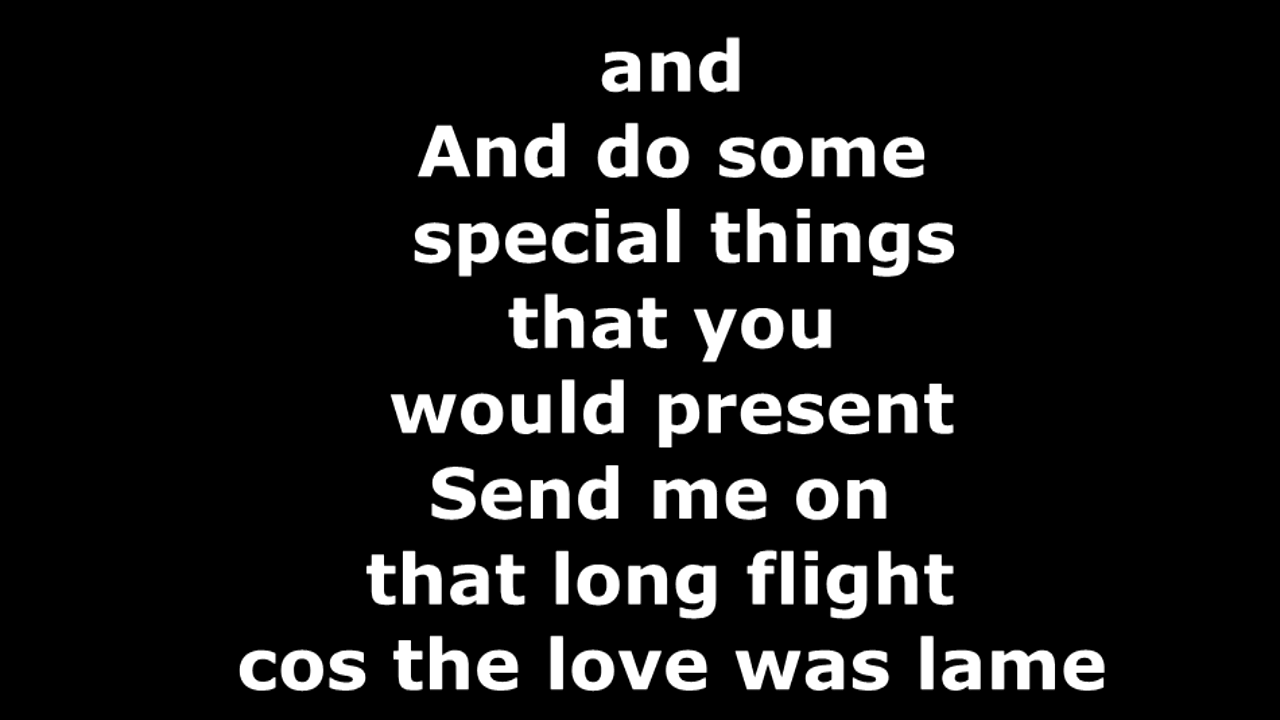 and
And do some
special things
that you
would present
Send me on
that long flight
cos the love was lame